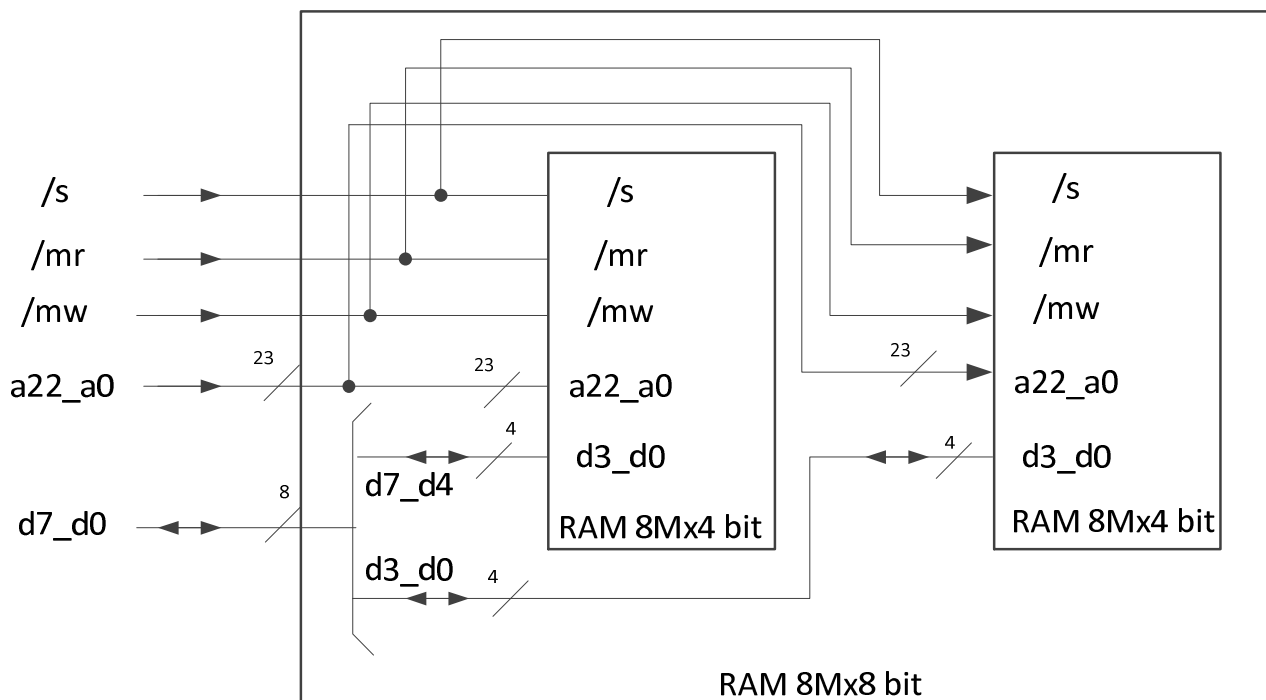 /s
/mr
/mw
23
a22_a0
8
d7_d0
/s
/mr
/mw
23
a22_a0
4
d7_d4
d3_d0
RAM 8Mx4 bit
d3_d0
4
/s
/mr
/mw
23
a22_a0
4
d3_d0
RAM 8Mx4 bit
RAM 8Mx8 bit